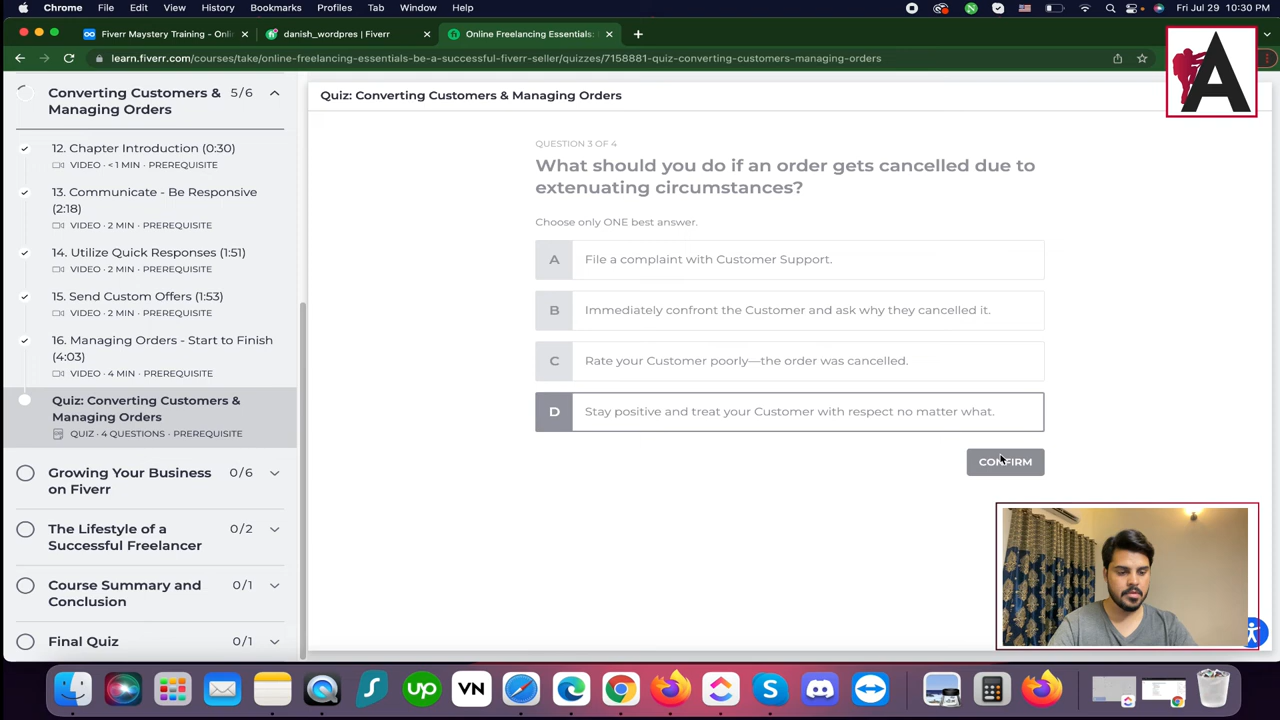 Chrome File Edit View History Bookmarks Profiles Tab Window Help
Fri Jul 29 10:30 PM
Fiverr Maystery Training - Onli
danish_wordpres | Fiverr
Online Freelancing Essentials:
learn.fiverr.com/courses/take/online-freelancing-essentials-be-a-successful-fiverr-seller/quizzes/7158881-quiz-converting-customers-managing-orders
A
Converting Customers & 5/6
Managing Orders
12. Chapter Introduction (0:30)
VIDEO · < 1 MIN · PREREQUISITE
13. Communicate - Be Responsive
(2:18)
VIDEO · 2 MIN · PREREQUISITE
14. Utilize Quick Responses (1:51)
VIDEO · 2 MIN · PREREQUISITE
15. Send Custom Offers (1:53)
VIDEO · 2 MIN · PREREQUISITE
16. Managing Orders - Start to Finish
(4:03)
VIDEO · 4 MIN · PREREQUISITE
Quiz: Converting Customers &
Managing Orders
QUIZ · 4 QUESTIONS · PREREQUISITE
Growing Your Business 0/6
on Fiverr
The Lifestyle of a 0/2
Successful Freelancer
Course Summary and 0/1
Conclusion
Final Quiz 0/1
Quiz: Converting Customers & Managing Orders
QUESTION 3 OF 4
What should you do if an order gets cancelled due to
extenuating circumstances?
Choose only ONE best answer.
A File a complaint with Customer Support.
B Immediately confront the Customer and ask why they cancelled it.
C Rate your Customer poorly—the order was cancelled.
D Stay positive and treat your Customer with respect no matter what.
CONFIRM
up VN